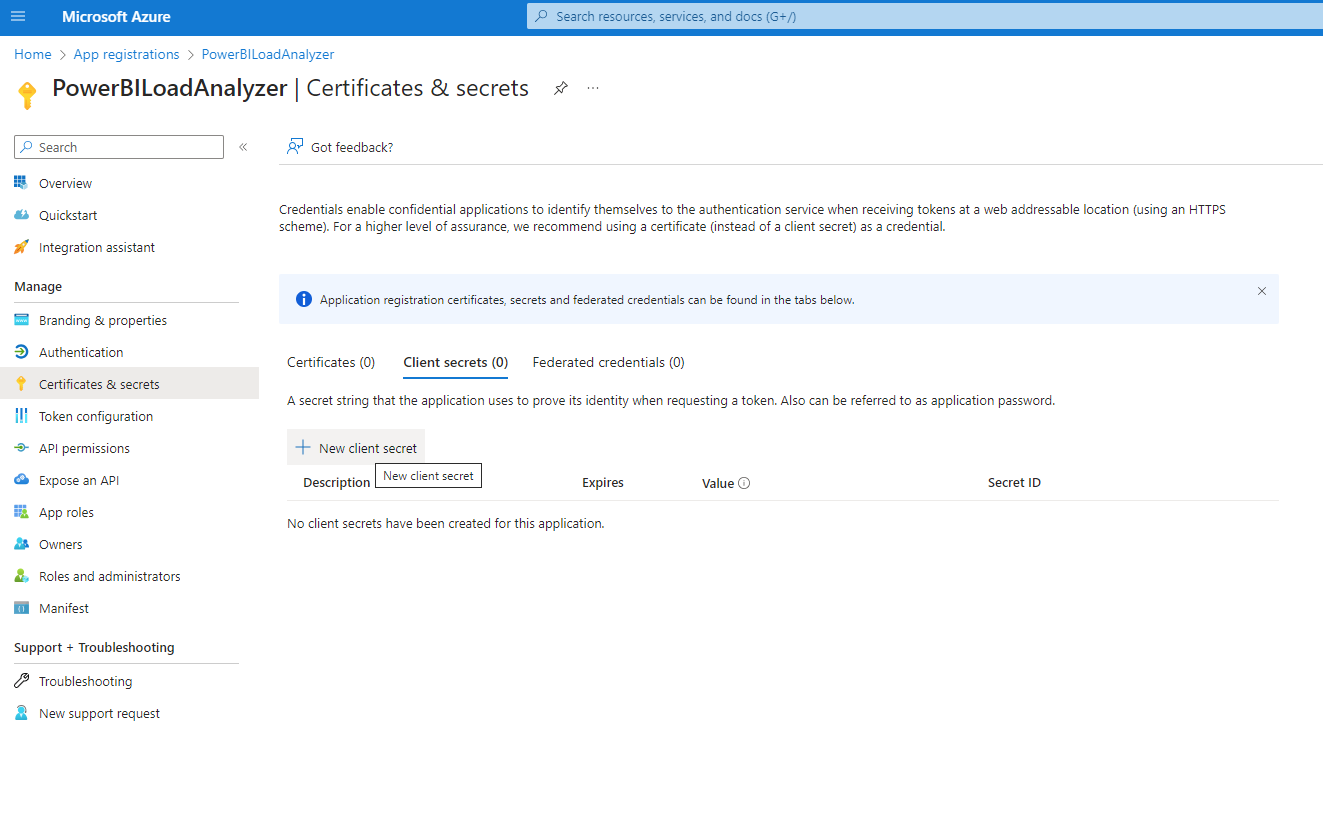 Microsoft Azure
Search resources, services, and docs (G+/)
Home > App registrations > PowerBILoadAnalyzer
PowerBILoadAnalyzer | Certificates & secrets
Search
«
Got feedback?
Overview
Quickstart
Integration assistant
Manage
Branding & properties
Authentication
Certificates & secrets
Token configuration
API permissions
Expose an API
App roles
Owners
Roles and administrators
Manifest
Support + Troubleshooting
Troubleshooting
New support request
Credentials enable confidential applications to identify themselves to the authentication service when receiving tokens at a web addressable location (using an HTTPS
scheme). For a higher level of assurance, we recommend using a certificate (instead of a client secret) as a credential.
Application registration certificates, secrets and federated credentials can be found in the tabs below.
Certificates (0) Client secrets (0) Federated credentials (0)
A secret string that the application uses to prove its identity when requesting a token. Also can be referred to as application password.
New client secret
New client secret
Description Expires Value Secret ID
No client secrets have been created for this application.